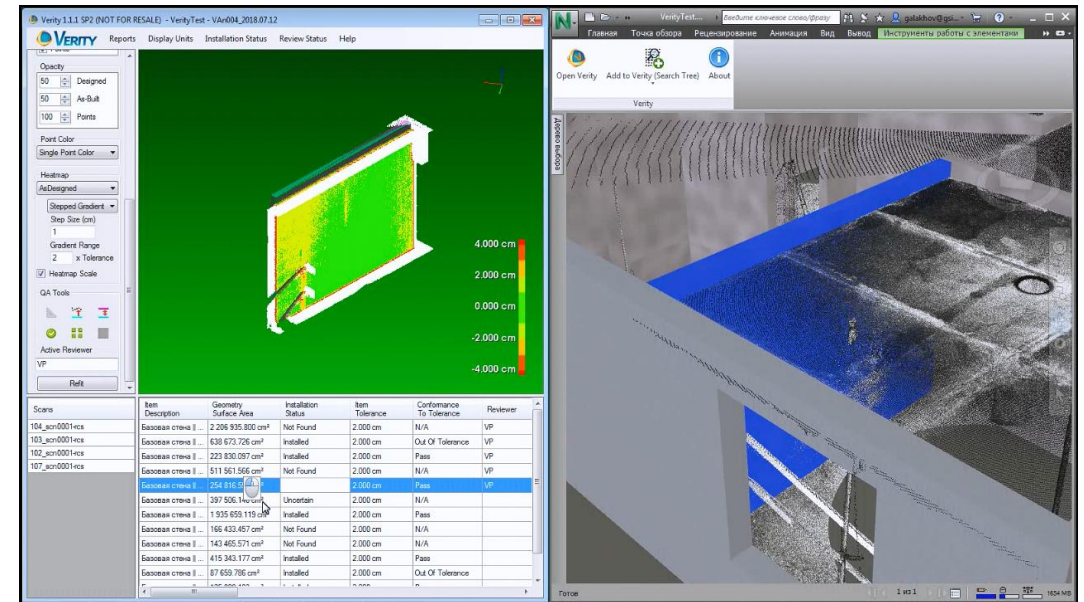 Verity 1.1.1 SP2 (NOT FOR RESALE) - VerityTest - VAn004_2018.07.12
VERITY Reports Display Units Installation Status Review Status Help
Opacity
50 Designed
50 As-Built
100 Points
Point Color
Single Point Color
Heatmap
AsDesigned
Stepped Gradient
Step Size (cm)
1
Gradient Range
2 x Tolerance
Heatmap Scale
QA Tools
Active Reviewer
VP
Refit
4.000 cm
2.000 cm
0.000 cm
-2.000 cm
-4.000 cm
Scans
104_scn0001-rcs
103_scn0001-rcs
102_scn0001-rcs
107_scn0001-rcs
Item Description Geometry Surface Area Installation Status Item Tolerance Conformance To Tolerance Reviewer
Базовая стена || ... 2 206 935.800 cm² Not Found 2.000 cm N/A VP
Базовая стена || ... 638 673.726 cm² Installed 2.000 cm Out Of Tolerance VP
Базовая стена || ... 223 830.097 cm² Installed 2.000 cm Pass VP
Базовая стена || ... 511 561.566 cm² Not Found 2.000 cm N/A VP
Базовая стена || ... 254 816 2.000 cm Pass VP
Базовая стена || ... 397 506. Uncertain 2.000 cm N/A
Базовая стена || ... 1 935 659.119 Installed 2.000 cm Pass
Базовая стена || ... 166 433.457 cm² Not Found 2.000 cm N/A
Базовая стена || ... 143 465.571 cm² Not Found 2.000 cm N/A
Базовая стена || ... 415 343.177 cm² Installed 2.000 cm Pass
Базовая стена || ... 87 659.786 cm² Installed 2.000 cm Out Of Tolerance
VerityTest.... Введите ключевое слово/фразу galakhov@gsi...
Главная Точка обзора Рецензирование Анимация Вид Вывод Инструменты работы с элементами
Open Verity Add to Verity (Search Tree) About
Verity
Дерево выбора
Готов
1 из 1
1634 MB